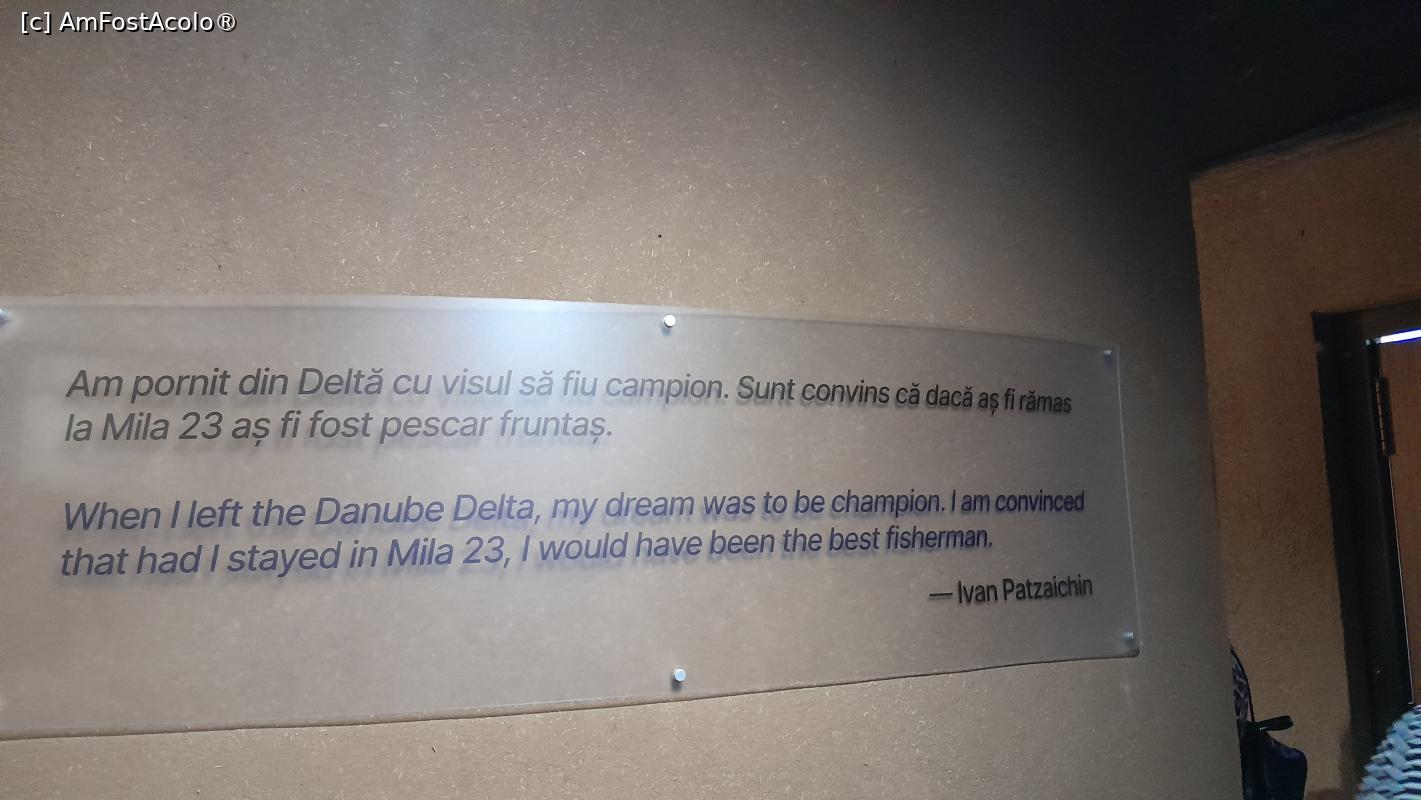 [c] AmFostAcolo®
Am pornit din Deltă cu visul să fiu campion. Sunt convins că dacă aș fi rămas
la Mila 23 aș fi fost pescar fruntaș.
When I left the Danube Delta, my dream was to be champion. I am convinced
that had I stayed in Mila 23, I would have been the best fisherman.
— Ivan Patzaichin